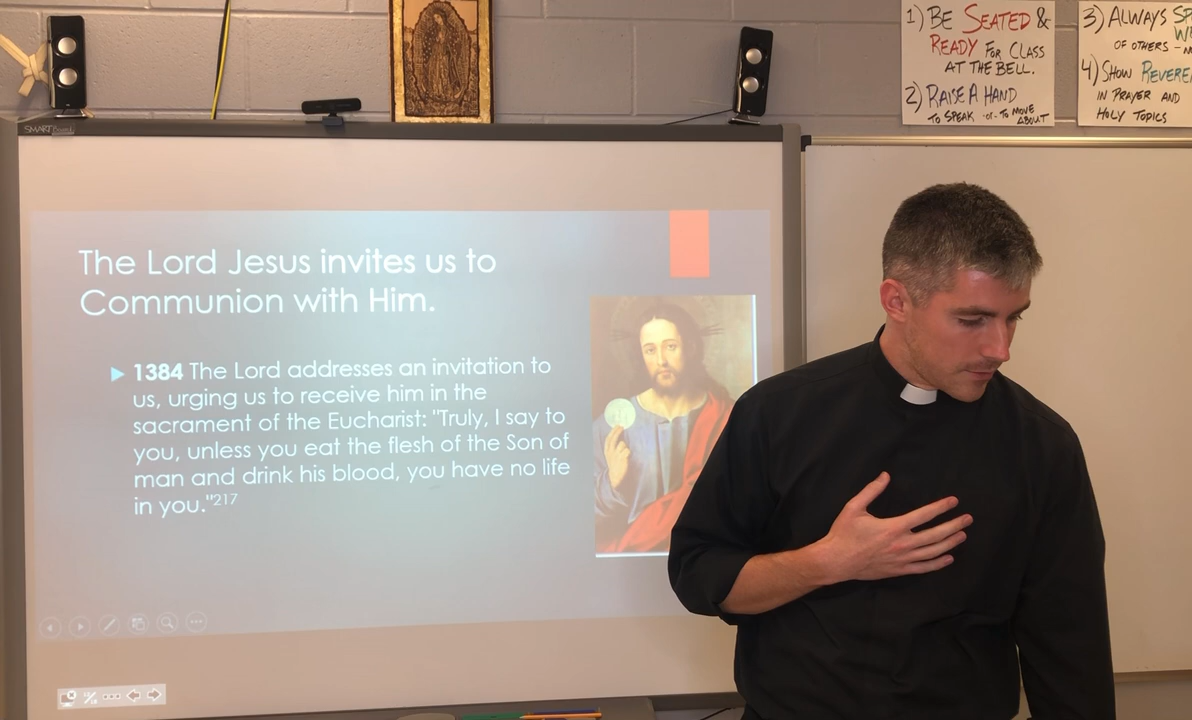 1) BE SEATED &
READY FOR CLASS
AT THE BELL.
2) RAISE A HAND
TO SPEAK -or- TO MOVE
ABOUT
3) ALWAYS
OF OTHERS -
4) SHOW
IN PRAYER AND
HOLY TOPICS
SMART Board
The Lord Jesus invites us to
Communion with Him.
1384 The Lord addresses an invitation to
us, urging us to receive him in the
sacrament of the Eucharist: "Truly, I say to
you, unless you eat the flesh of the Son of
man and drink his blood, you have no life
in you."217